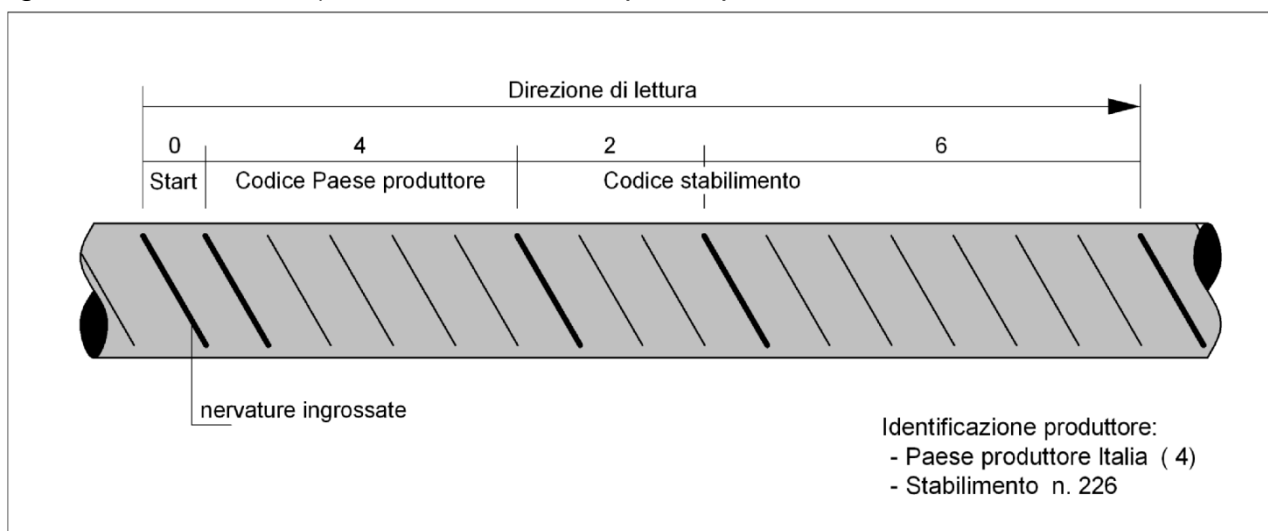 Direzione di lettura
0 4 2 6
Start Codice Paese produttore Codice stabilimento
nervature ingrossate
Identificazione produttore:
- Paese produttore Italia ( 4)
- Stabilimento n. 226